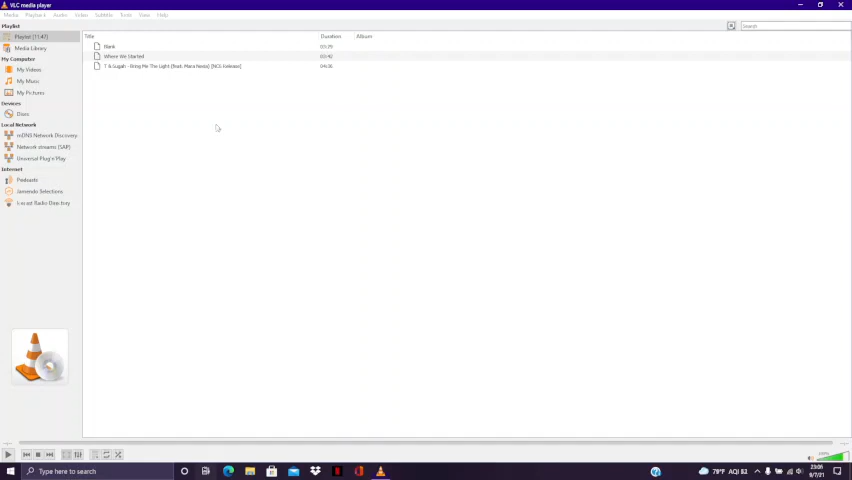 VLC media player
Media Playback Audio Video Subtitle Tools View Help
Playlist
Search
Playlist [11:47]
Title Duration Album
Media Library
Blank 03:29
Where We Started 03:42
T & Sugah - Bring Me The Light (feat. Mara Necia) [NCS Release] 04:36
My Computer
My Videos
My Music
My Pictures
Devices
Discs
Local Network
mDNS Network Discovery
Network streams (SAP)
Universal Plug'n'Play
Internet
Podcasts
Jamendo Selections
Icecast Radio Directory
Type here to search
78°F AQI 83
23:05
9/7/21